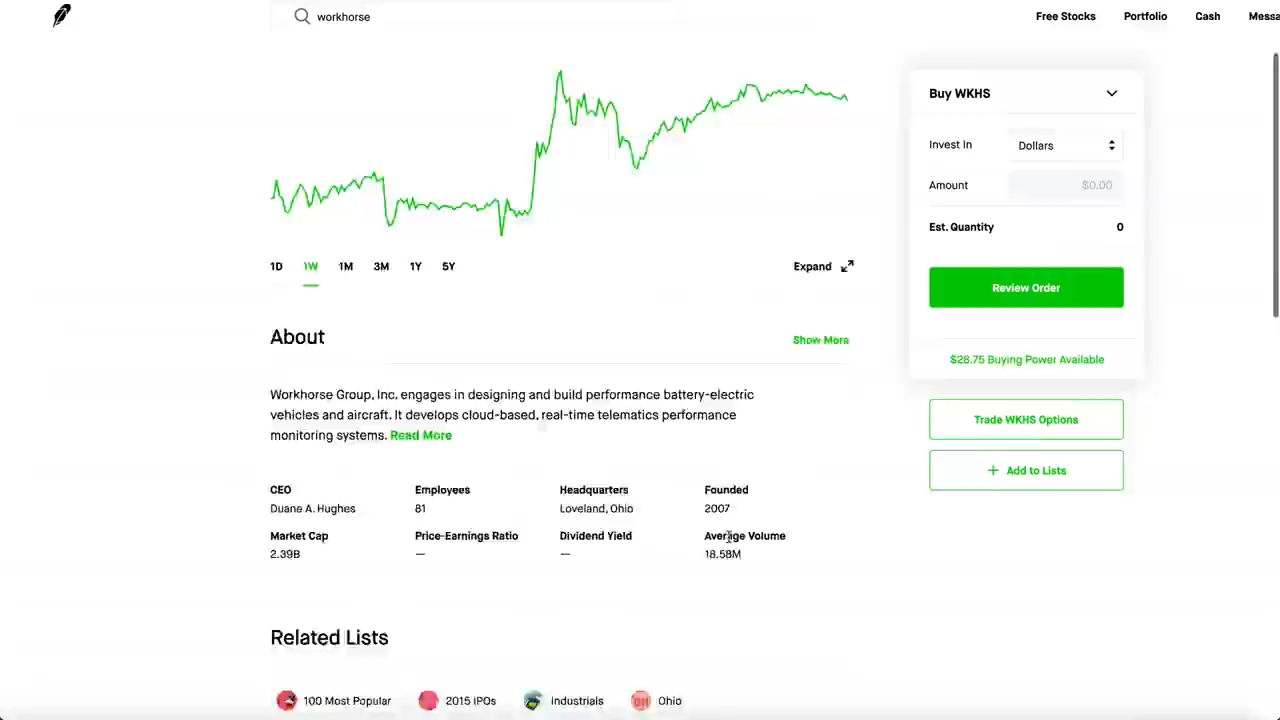 workhorse
Free Stocks Portfolio Cash Messa
Buy WKHS
Invest In Dollars
Amount $0.00
Est. Quantity 0
Review Order
$28.75 Buying Power Available
Trade WKHS Options
+ Add to Lists
1D 1W 1M 3M 1Y 5Y Expand
About Show More
Workhorse Group, Inc. engages in designing and build performance battery-electric
vehicles and aircraft. It develops cloud-based, real-time telematics performance
monitoring systems. Read More
CEO Employees Headquarters Founded
Duane A. Hughes 81 Loveland, Ohio 2007
Market Cap Price-Earnings Ratio Dividend Yield Average Volume
2.39B — — 18.58M
Related Lists
100 Most Popular 2015 IPOs Industrials OH Ohio